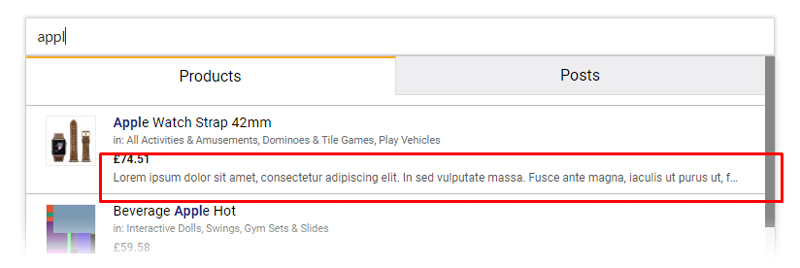 appl
Products
Posts
Apple Watch Strap 42mm
in: All Activities & Amusements, Dominoes & Tile Games, Play Vehicles
£74.51
Lorem ipsum dolor sit amet, consectetur adipiscing elit. In sed vulputate massa. Fusce ante magna, iaculis ut purus ut, f...
Beverage Apple Hot
in: Interactive Dolls, Swings, Gym Sets & Slides
£59.58